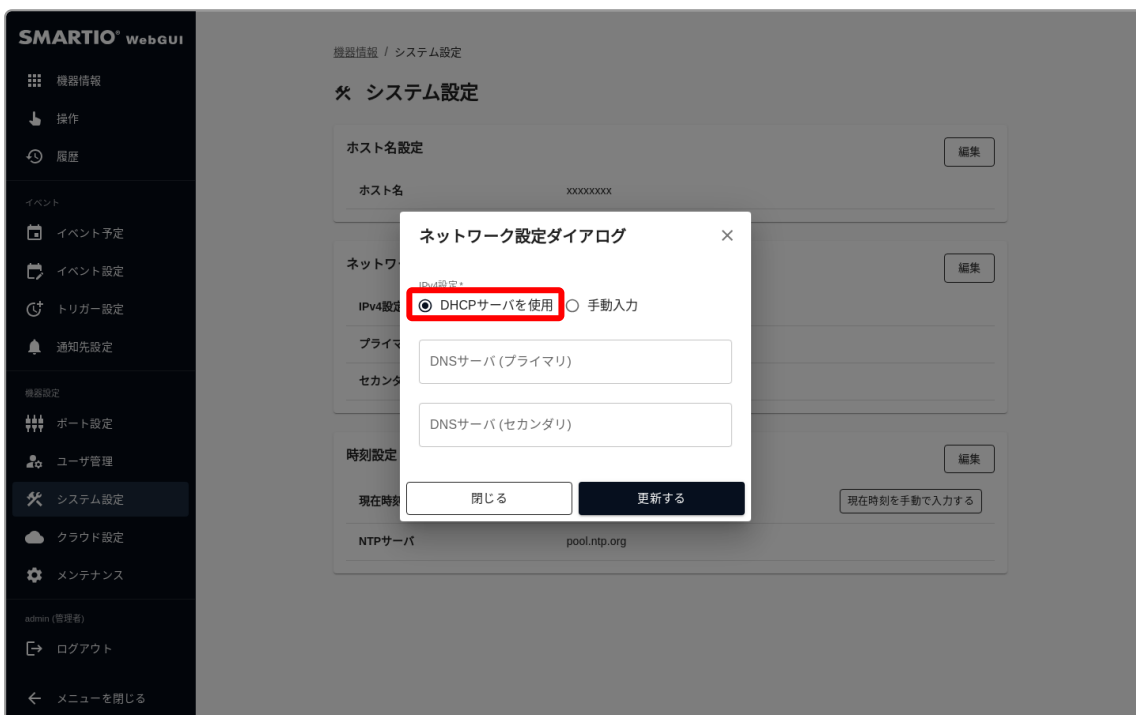 SMARTIO® WebGUI
機器情報
操作
履歴
イベント
イベント予定
イベント設定
トリガー設定
通知先設定
機器設定
ポート設定
ユーザ管理
システム設定
クラウド設定
メンテナンス
admin (管理者)
ログアウト
メニューを閉じる
機器情報 / システム設定
システム設定
ホスト名設定
編集
ホスト名 xxxxxxxx
ネットワ
編集
IPv4設定
プライマ
セカンダ
ネットワーク設定ダイアログ
IPv4設定 *
DHCPサーバを使用 手動入力
DNSサーバ (プライマリ)
DNSサーバ (セカンダリ)
閉じる 更新する
時刻設定
編集
現在時刻
現在時刻を手動で入力する
NTPサーバ pool.ntp.org